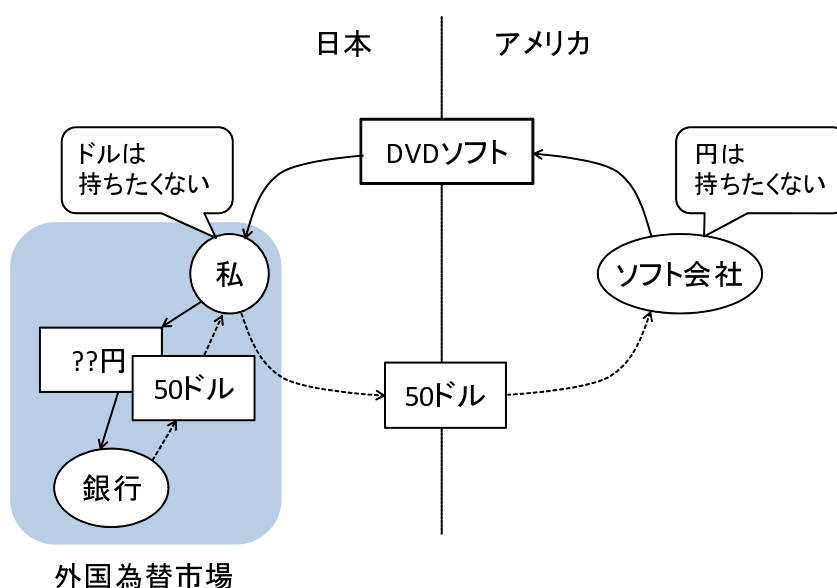 日本
アメリカ
ドルは
持ちたくない
DVDソフト
円は
持ちたくない
私
ソフト会社
??円
50ドル
50ドル
銀行
外国為替市場